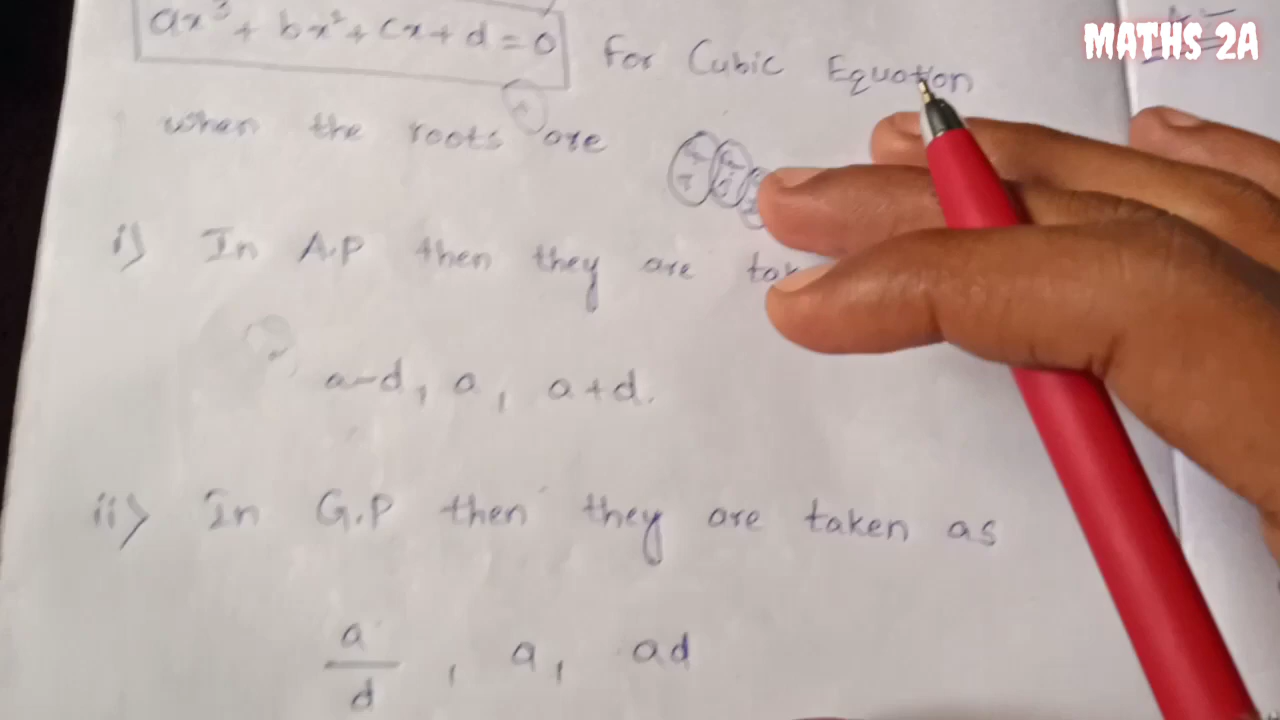 MATHS 2A
ax³ + bx² + cx + d = 0 For Cubic Equation
when the roots are
i) In A.P then they are
a-d, a, a+d.
ii) In G.P then they are taken as
a/d, a, ad